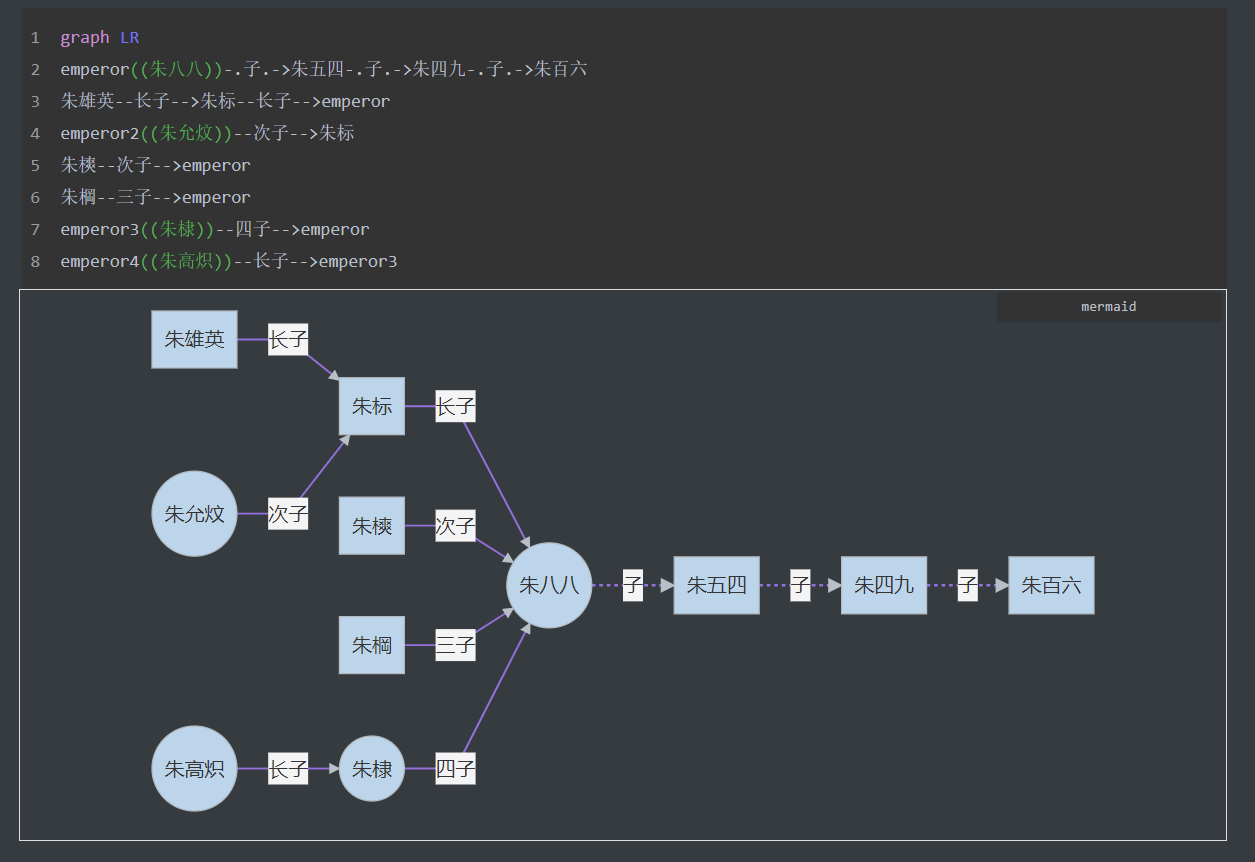 1 graph LR
2 emperor((朱八八))-.子.->朱五四-.子.->朱四九-.子.->朱百六
3 朱雄英--长子-->朱标--长子-->emperor
4 emperor2((朱允炆))--次子-->朱标
5 朱樉--次子-->emperor
6 朱棡--三子-->emperor
7 emperor3((朱棣))--四子-->emperor
8 emperor4((朱高炽))--长子-->emperor3
mermaid
朱雄英 长子
朱标 长子
朱允炆 次子
朱樉 次子
朱八八 子 朱五四 子 朱四九 子 朱百六
朱棡 三子
朱高炽 长子 朱棣 四子